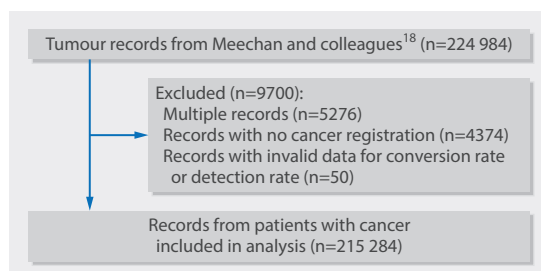 Tumour records from Meechan and colleagues18 (n=224 984)
Excluded (n=9700):
Multiple records (n=5276)
Records with no cancer registration (n=4374)
Records with invalid data for conversion rate
or detection rate (n=50)
Records from patients with cancer
included in analysis (n=215 284)